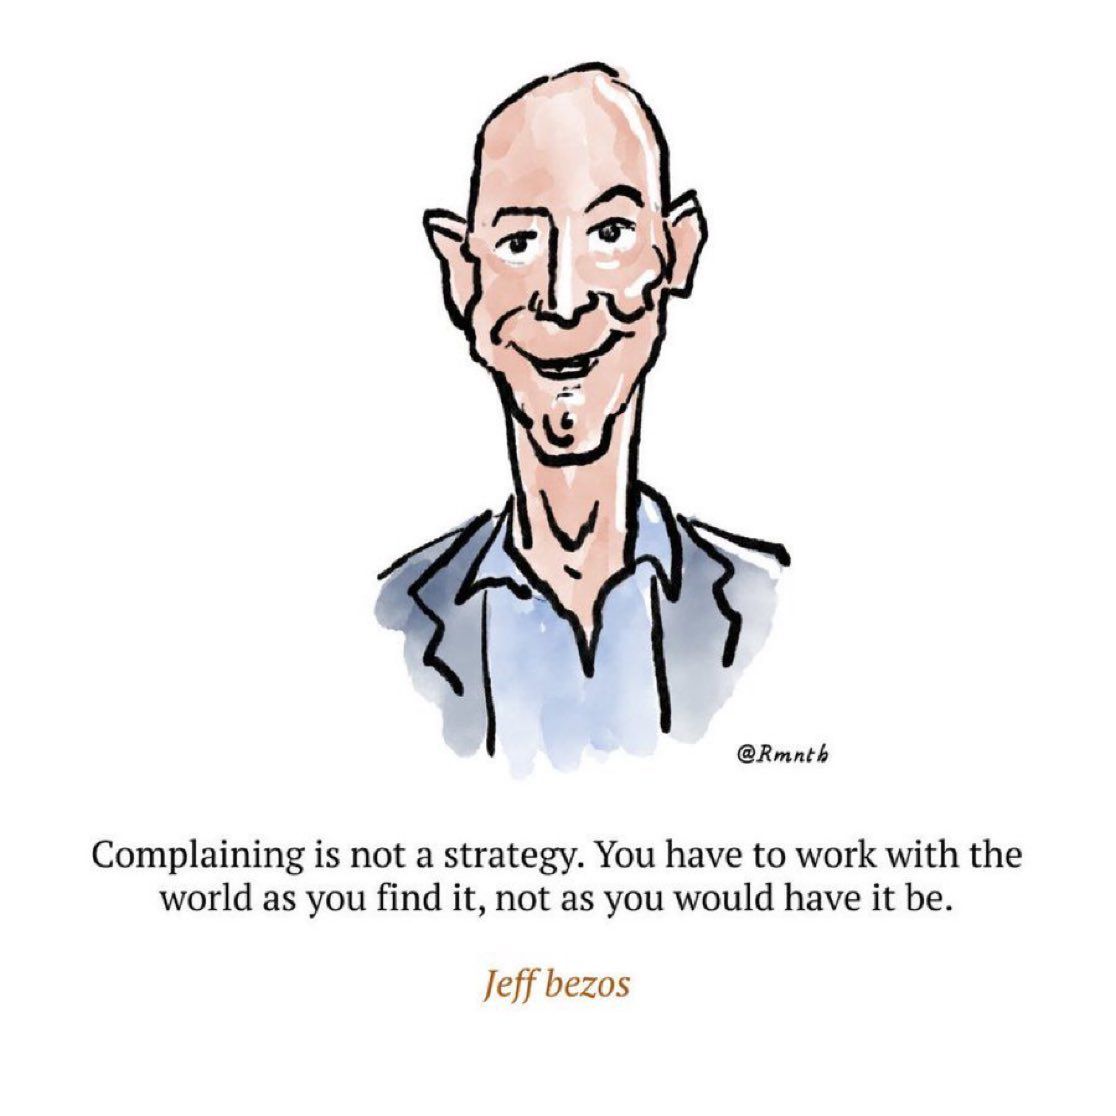 @Rmntb
Complaining is not a strategy. You have to work with the
world as you find it, not as you would have it be.
Jeff bezos